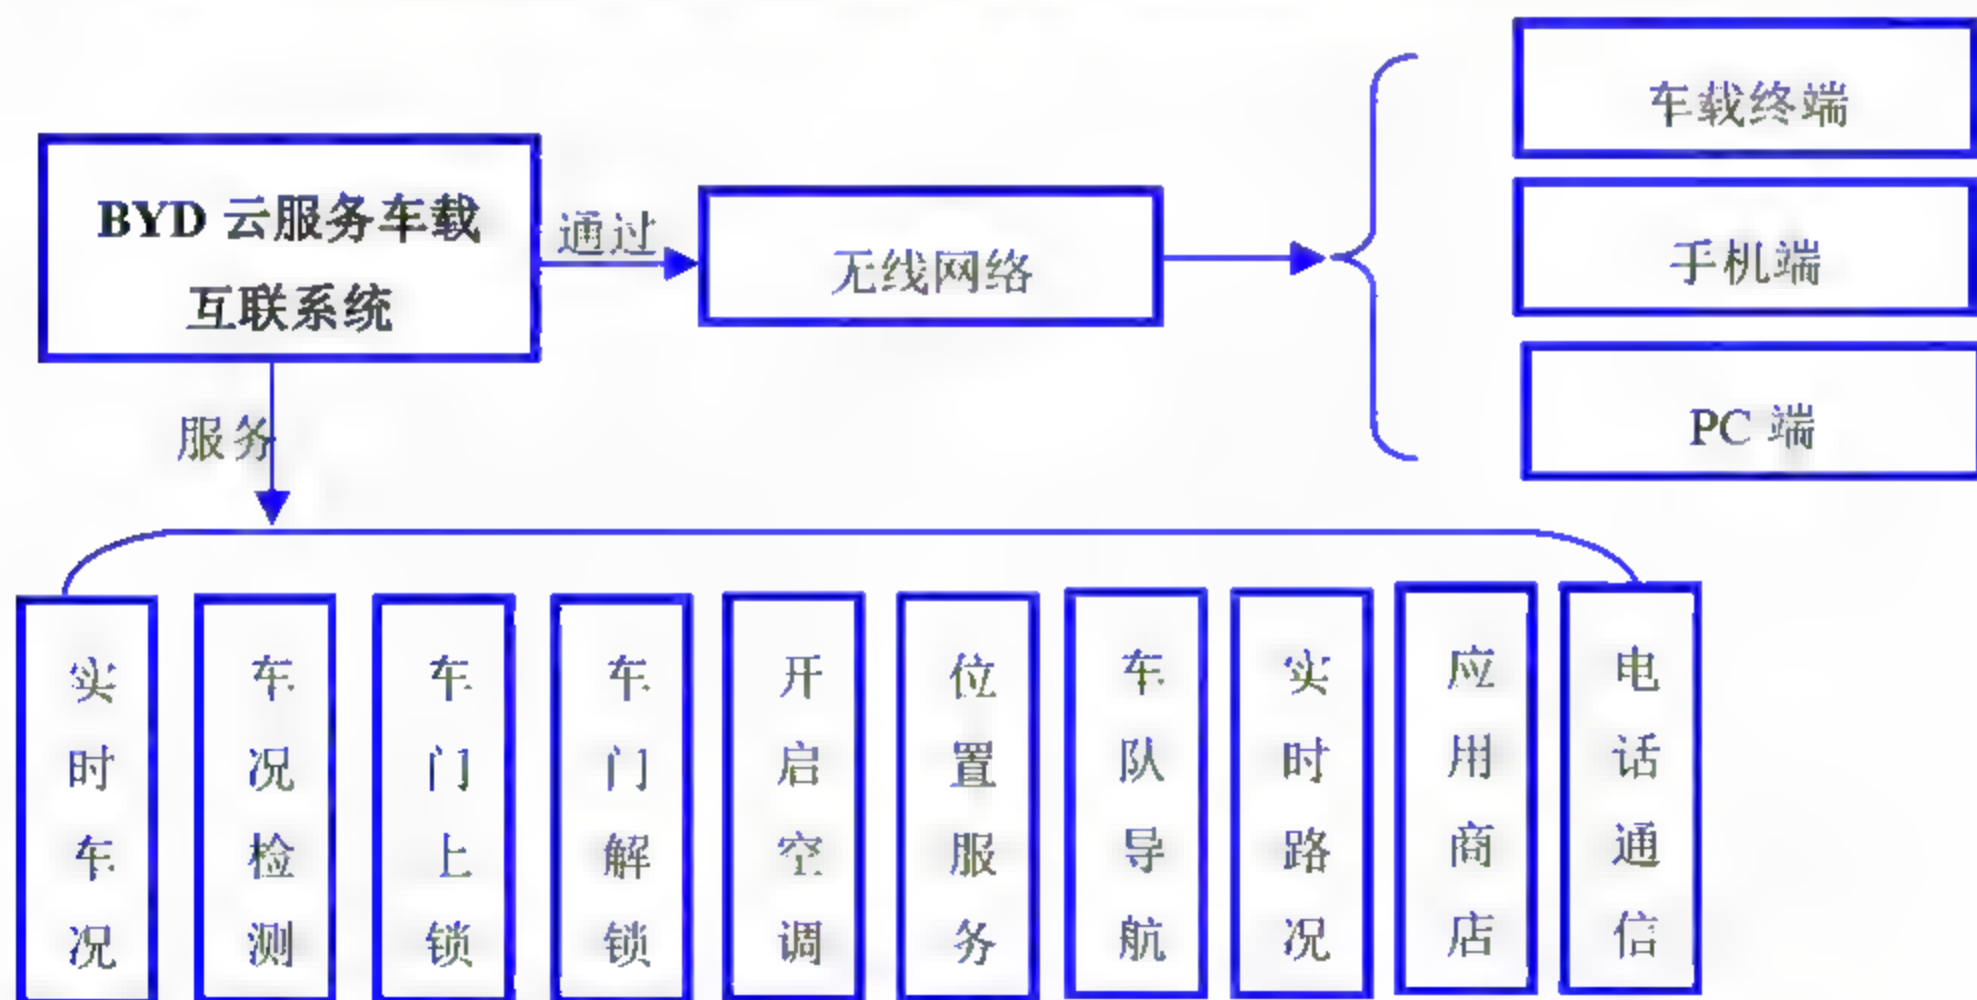 车载终端
BYD 云服务车载
互联系统
通过
无线网络
手机端
PC 端
服务
实时车况
车况检测
车门上锁
车门解锁
开启空调
位置服务
车队导航
实时路况
应用商店
电话通信